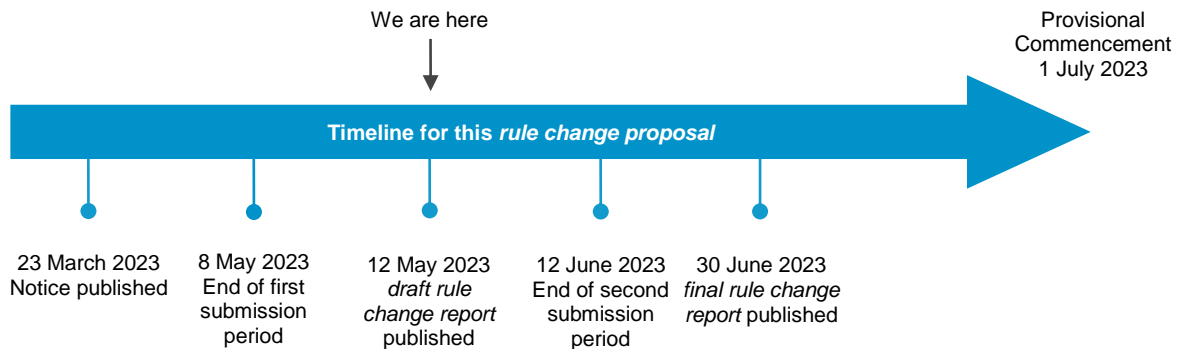 We are here
Provisional
Commencement
1 July 2023
Timeline for this rule change proposal
23 March 2023
Notice published
8 May 2023
End of first
submission
period
12 May 2023
draft rule
change report
published
12 June 2023
End of second
submission
period
30 June 2023
final rule change
report published